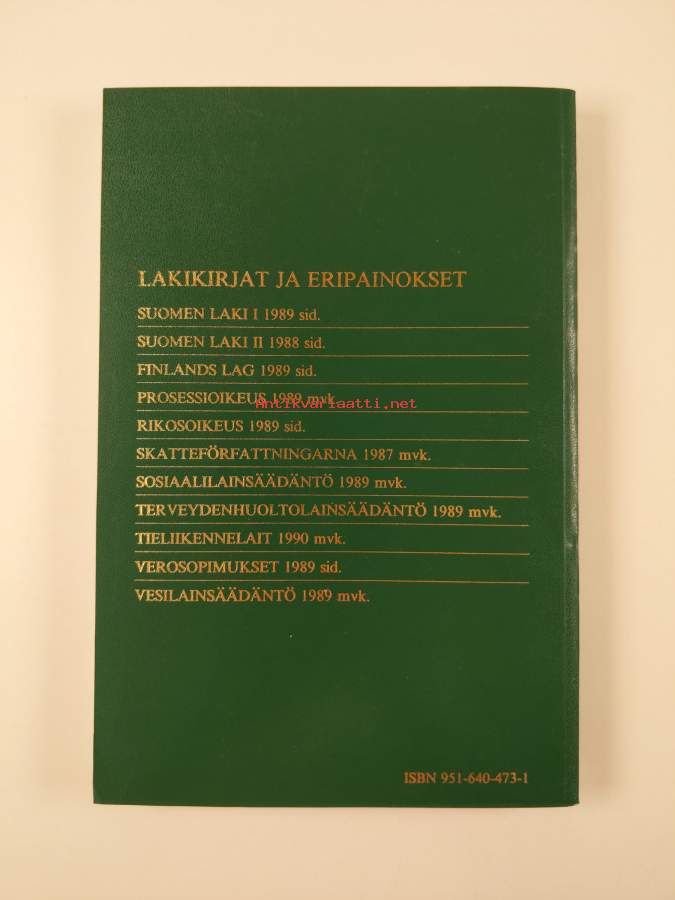 LAKIKIRJAT JA ERIPAINOKSET
SUOMEN LAKI I 1989 sid.
SUOMEN LAKI II 1988 sid.
FINLANDS LAG 1989 sid.
PROSESSIOIKEUS 1989 mvk.
Antikvariaatti.net
RIKOSOIKEUS 1989 sid.
SKATTEFÖRFATTNINGARNA 1987 mvk.
SOSIAALILAINSÄÄDÄNTÖ 1989 mvk.
TERVEYDENHUOLTOLAINSÄÄDÄNTÖ 1989 mvk.
TIELIIKENNELAIT 1990 mvk.
VEROSOPIMUKSET 1989 sid.
VESILAINSÄÄDÄNTÖ 1989 mvk.
ISBN 951-640-473-1